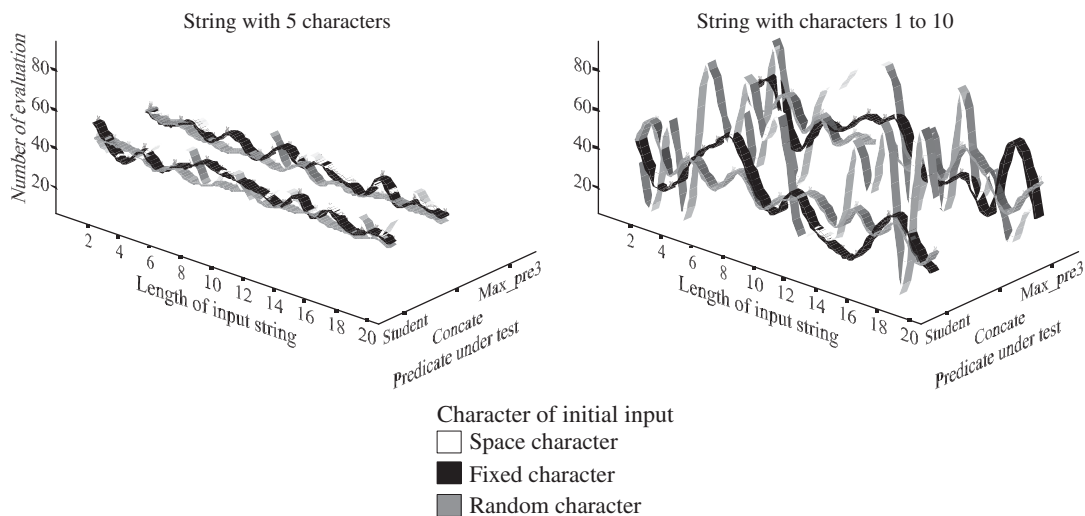 String with 5 characters
String with characters 1 to 10
Number of evaluation
80
60
40
20
2
4
6
8
10
12
14
16
18
20
Length of input string
Student
Concate
Max_pre3
Predicate under test
80
60
40
20
2
4
6
8
10
12
14
16
18
20
Length of input string
Student
Concate
Max_pre3
Predicate under test
Character of initial input
Space character
Fixed character
Random character